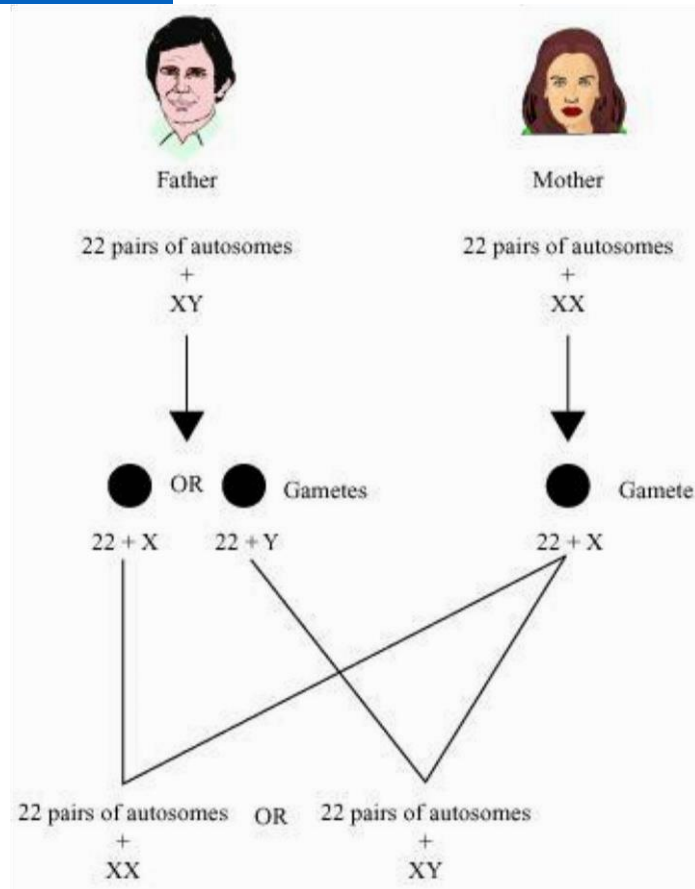 Father
Mother
22 pairs of autosomes
+
XY
22 pairs of autosomes
+
XX
OR
Gametes
Gamete
22 + X
22 + Y
22 + X
22 pairs of autosomes
+
XX
OR
22 pairs of autosomes
+
XY